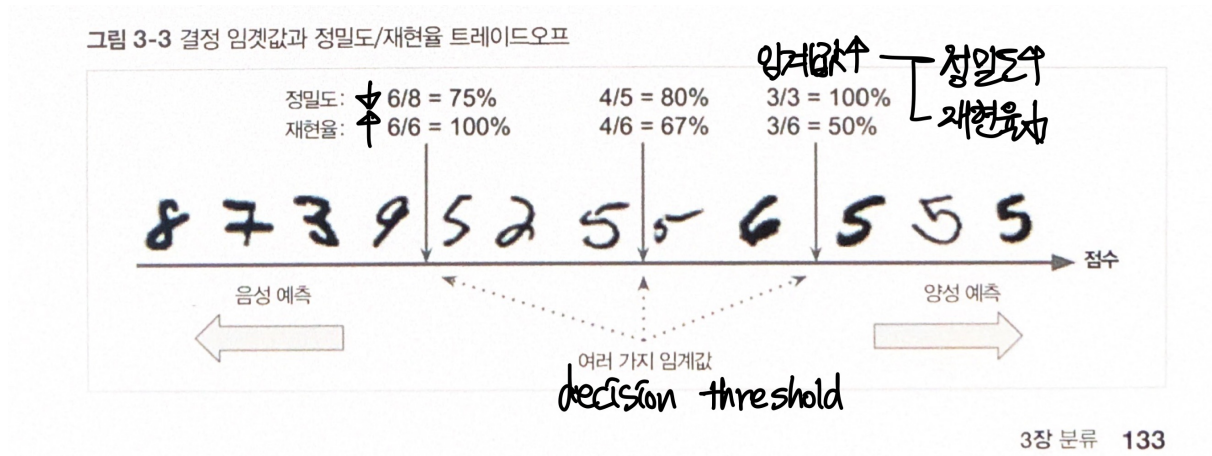 그림 3-3 결정 임곗값과 정밀도/재현율 트레이드오프
임계값↑ 정밀도↑
재현율↓
정밀도: ↓ 6/8 = 75% 4/5 = 80% 3/3 = 100%
재현율: ↑ 6/6 = 100% 4/6 = 67% 3/6 = 50%
8 7 3 9 5 2 5 5 6 5 5 5
점수
음성 예측 양성 예측
여러 가지 임계값
decision threshold
3장 분류 133